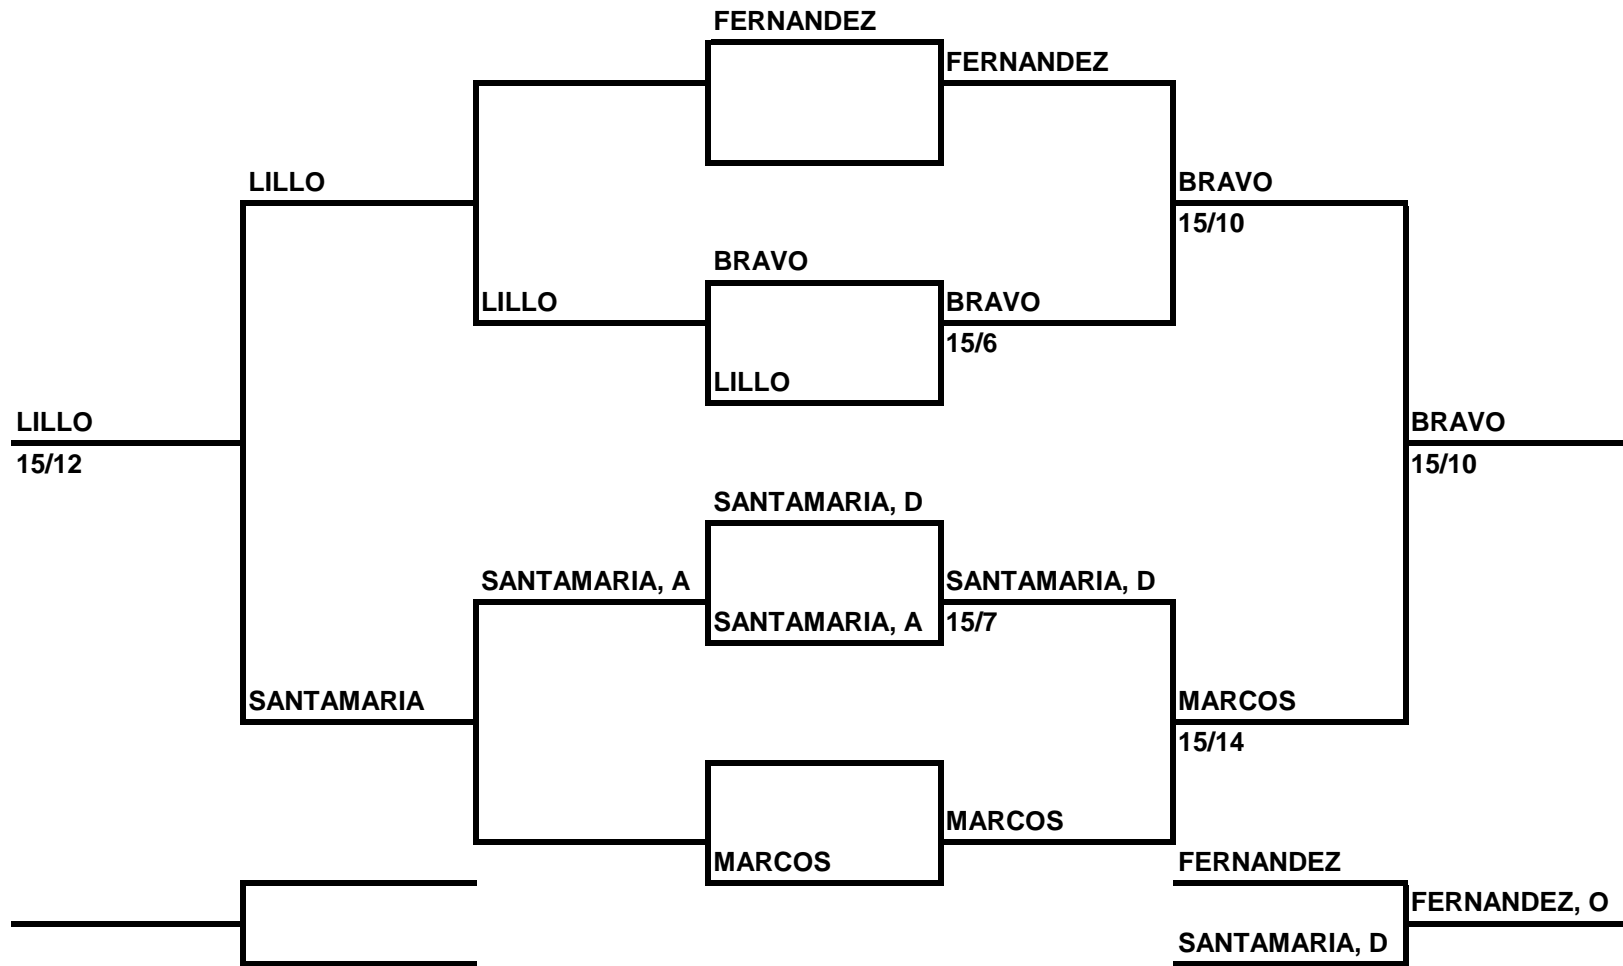 FERNANDEZ
FERNANDEZ
LILLO
BRAVO
15/10
BRAVO
LILLO
BRAVO
15/6
LILLO
LILLO
BRAVO
15/12
15/10
SANTAMARIA, D
SANTAMARIA, A
SANTAMARIA, D
SANTAMARIA, A
15/7
SANTAMARIA
MARCOS
15/14
MARCOS
MARCOS
FERNANDEZ
FERNANDEZ, O
SANTAMARIA, D